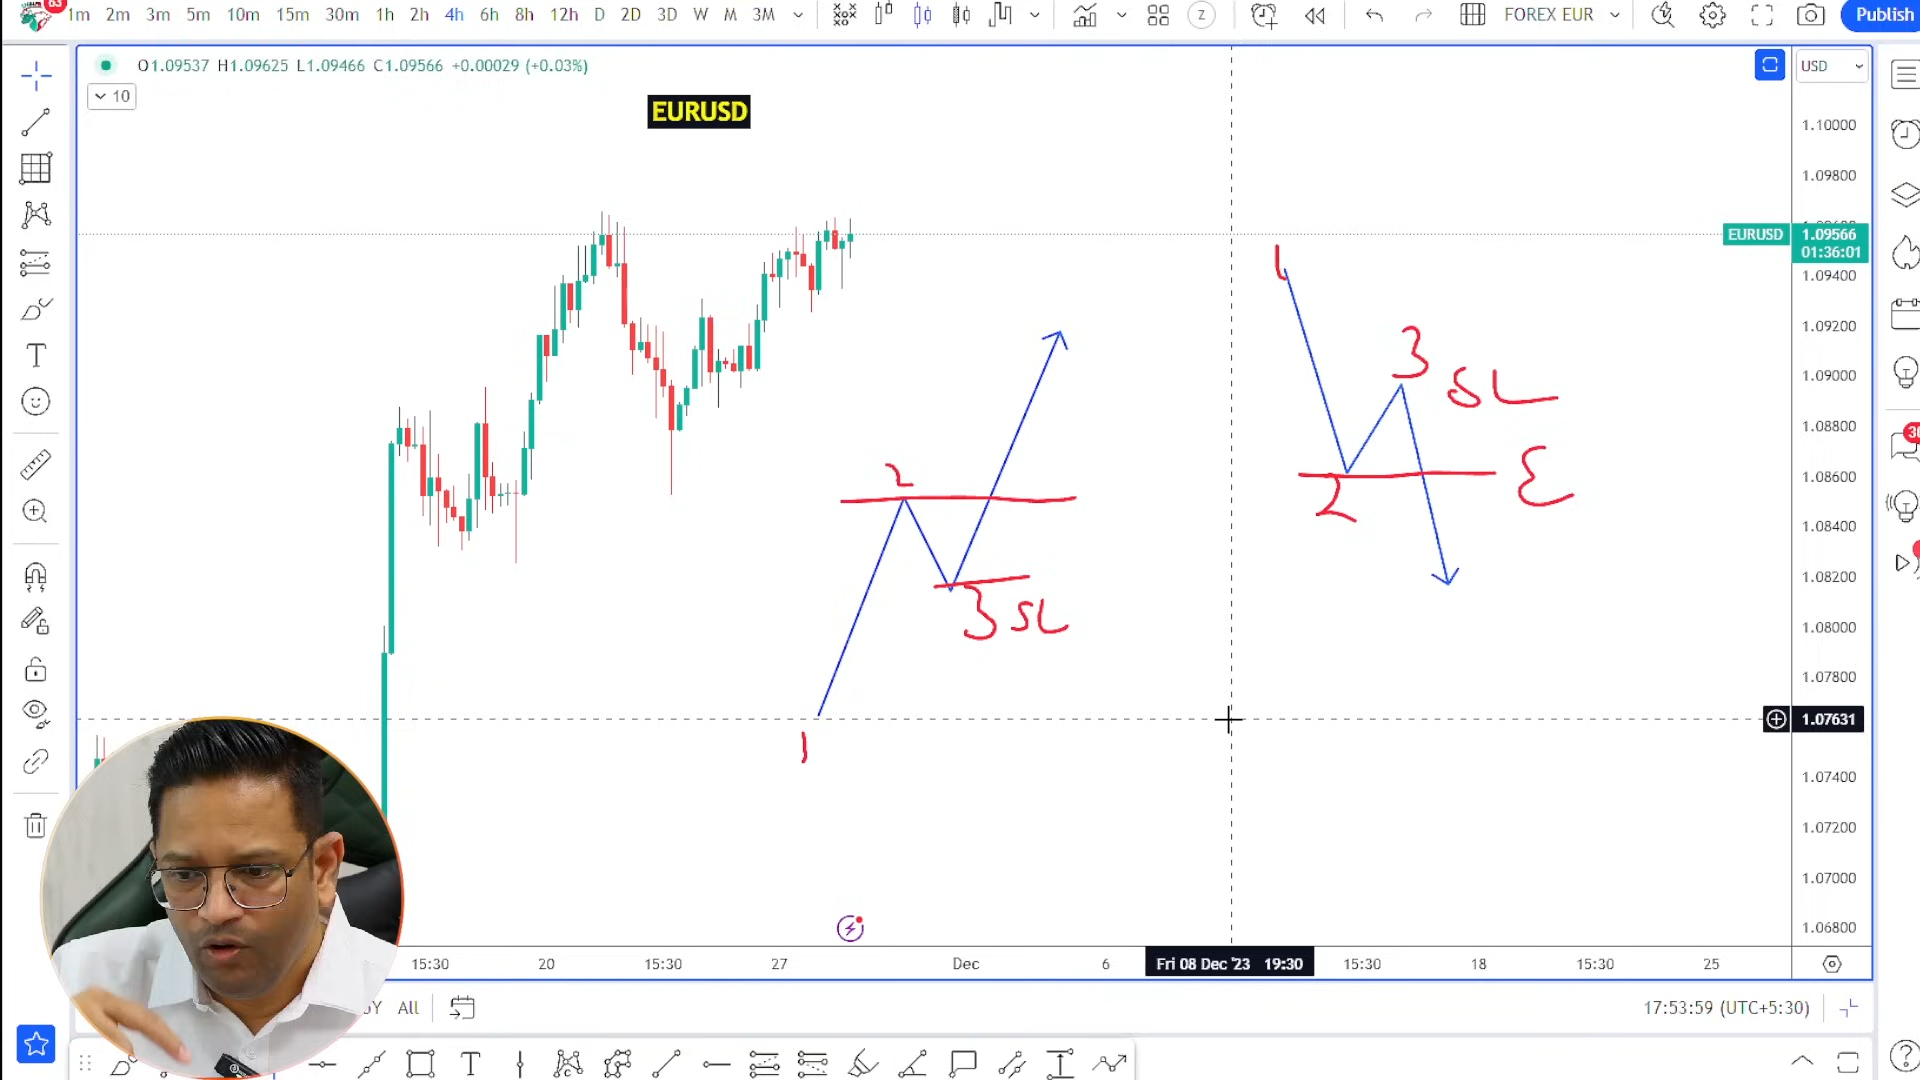 63
1m 2m 3m 5m 10m 15m 30m 1h 2h 4h 6h 8h 12h D 2D 3D W M 3M
Z
FOREX EUR
Publish
O1.09537 H1.09625 L1.09466 C1.09566 +0.00029 (+0.03%)
USD
10
EURUSD
1.10000
1.09800
EURUSD 1.09566
01:36:01
1.09400
1.09200
1.09000
1.08800
1.08600
1.08400
1.08200
1.08000
1.07800
1.07631
1.07400
1.07200
1.07000
1.06800
1
2
3 SL
1
3 SL
2
E
30
15:30 20 15:30 27 Dec 6 Fri 08 Dec '23 19:30 15:30 18 15:30 25
All
17:53:59 (UTC+5:30)